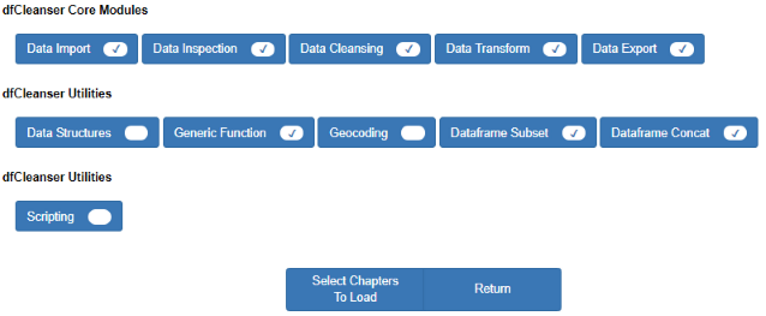 dfCleanser Core Modules
Data Import ✓ Data Inspection ✓ Data Cleansing ✓ Data Transform ✓ Data Export ✓
dfCleanser Utilities
Data Structures Generic Function ✓ Geocoding Dataframe Subset ✓ Dataframe Concat ✓
dfCleanser Utilities
Scripting
Select Chapters
To Load
Return